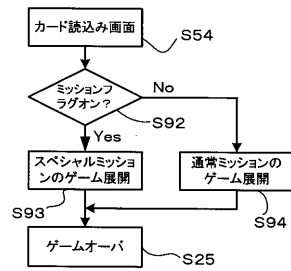 カード読込み画面
S54
ミッションフ
ラグオン?
No
S92
Yes
スペシャルミッショ
ンのゲーム展開
通常ミッションの
ゲーム展開
S93
S94
ゲームオーバ
S25